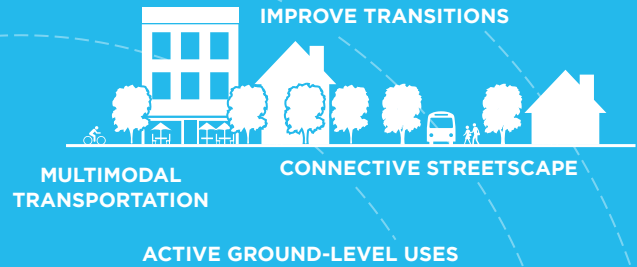 IMPROVE TRANSITIONS
MULTIMODAL
TRANSPORTATION
CONNECTIVE STREETSCAPE
ACTIVE GROUND-LEVEL USES